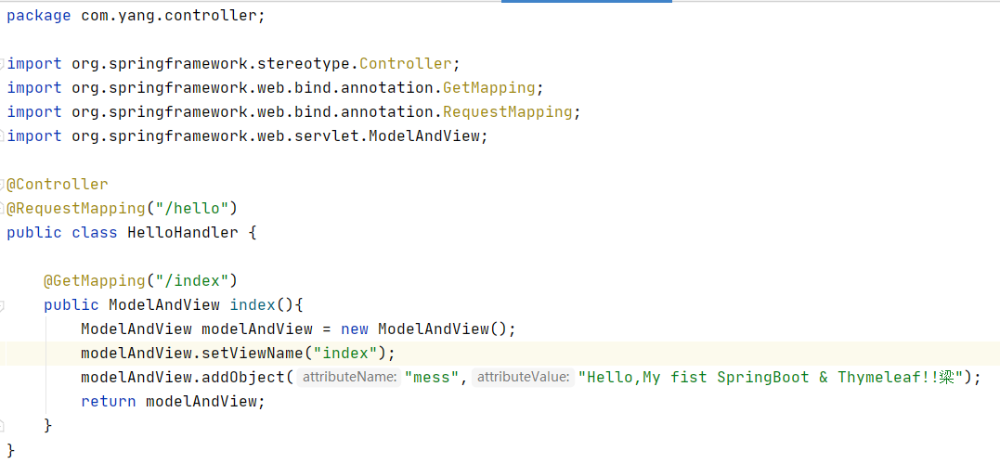 package com.yang.controller;
import org.springframework.stereotype.Controller;
import org.springframework.web.bind.annotation.GetMapping;
import org.springframework.web.bind.annotation.RequestMapping;
import org.springframework.web.servlet.ModelAndView;
@Controller
@RequestMapping("/hello")
public class HelloHandler {
@GetMapping("/index")
public ModelAndView index(){
ModelAndView modelAndView = new ModelAndView();
modelAndView.setViewName("index");
modelAndView.addObject( attributeName: "mess", attributeValue: "Hello,My fist SpringBoot & Thymeleaf!!梁");
return modelAndView;
}
}